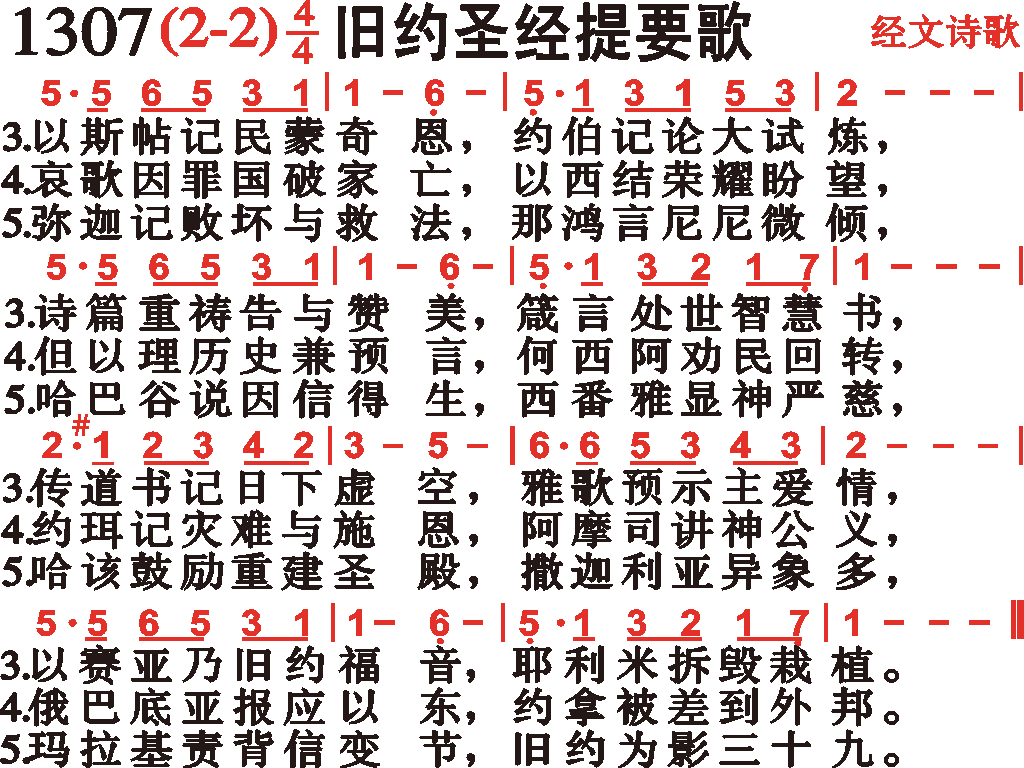 1307 (2-2) 4/4 旧约圣经提要歌 经文诗歌
5·5 6 5 3 1 | 1 - 6 - | 5·1 3 1 5 3 | 2 - - - |
3.以斯帖记民蒙奇恩，约伯记论大试炼，
4.哀歌因罪国破家亡，以西结荣耀盼望，
5.弥迦记败坏与救法，那鸿言尼尼微倾，
5·5 6 5 3 1 | 1 - 6 - | 5·1 3 2 1 7 | 1 - - - |
3.诗篇重祷告与赞美，箴言处世智慧书，
4.但以理历史兼预言，何西阿劝民回转，
5.哈巴谷说因信得生，西番雅显神严慈，
2·#1 2 3 4 2 | 3 - 5 - | 6·6 5 3 4 3 | 2 - - - |
3.传道书记日下虚空，雅歌预示主爱情，
4.约珥记灾难与施恩，阿摩司讲神公义，
5.哈该鼓励重建圣殿，撒迦利亚异象多，
5·5 6 5 3 1 | 1 - 6 - | 5·1 3 2 1 7 | 1 - - - ‖
3.以赛亚乃旧约福音，耶利米拆毁栽植。
4.俄巴底亚报应以东，约拿被差到外邦。
5.玛拉基责背信变节，旧约为影三十九。